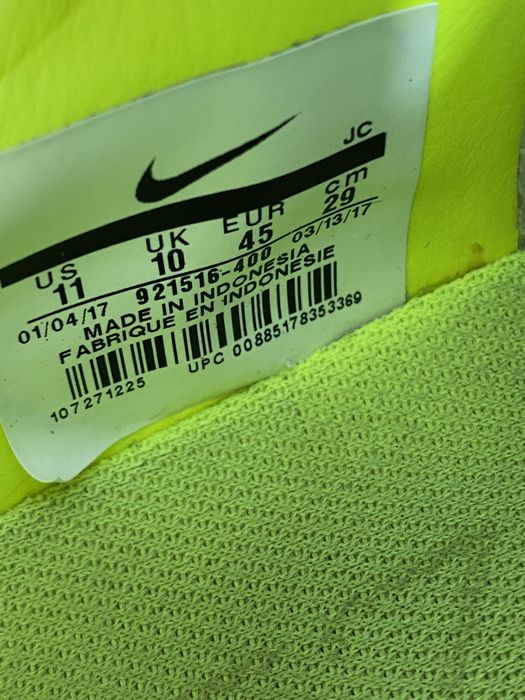 JC
US UK EUR cm
11 10 45 29
01/04/17 921516-400 03/13/17
MADE IN INDONESIA
FABRIQUE EN INDONESIE
107271225 UPC 00885178353369